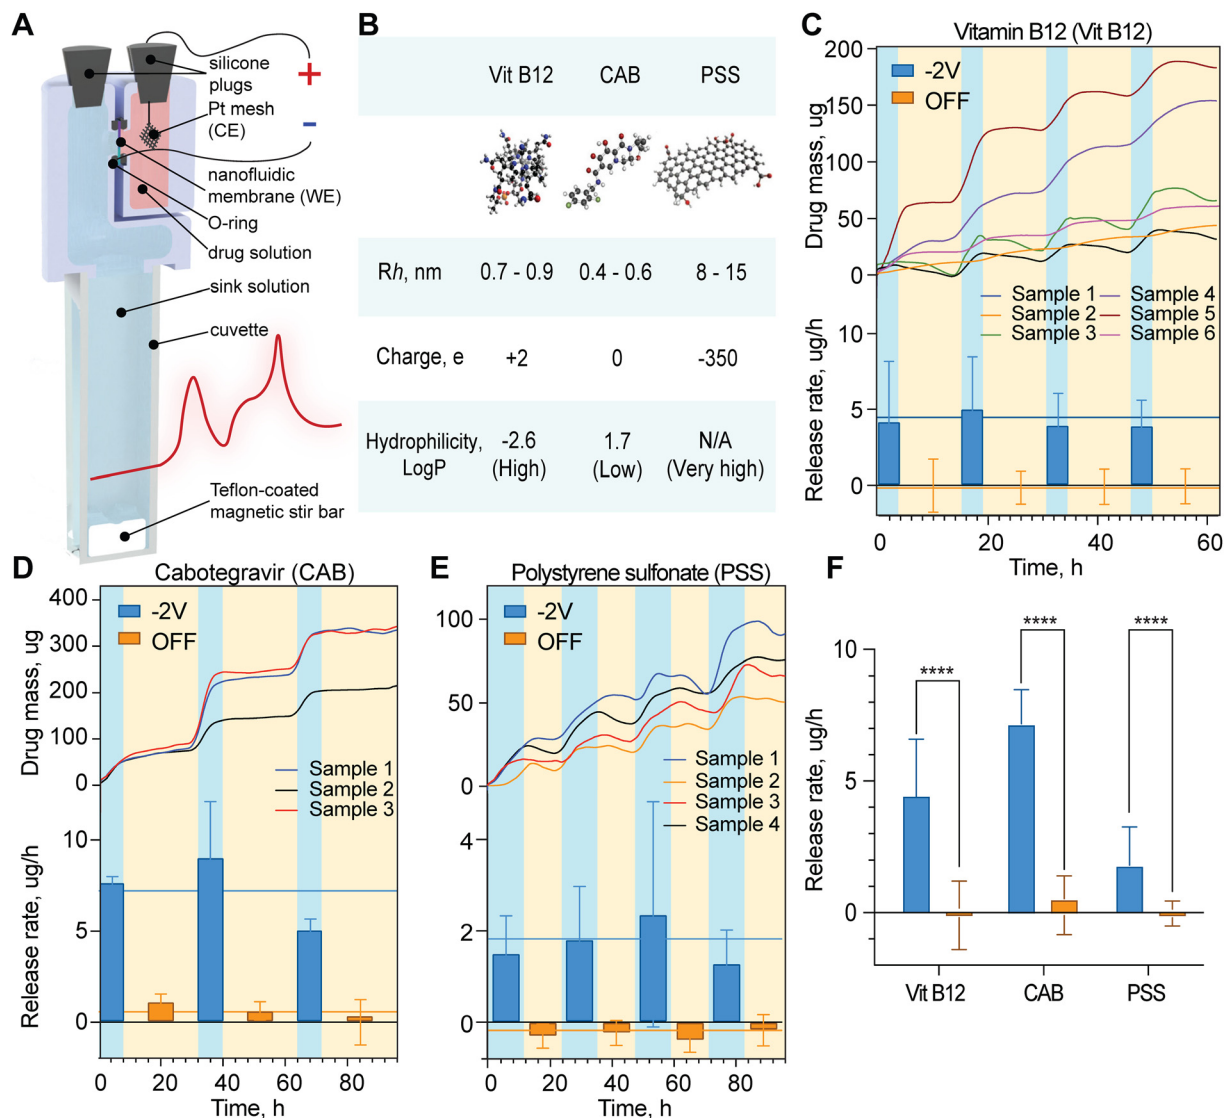 A
silicone
plugs
+
Pt mesh
(CE)
-
nanofluidic
membrane (WE)
O-ring
drug solution
sink solution
cuvette
Teflon-coated
magnetic stir bar
B
Vit B12 CAB PSS
Rh, nm 0.7 - 0.9 0.4 - 0.6 8 - 15
Charge, e +2 0 -350
Hydrophilicity, -2.6 1.7 N/A
LogP (High) (Low) (Very high)
C
Vitamin B12 (Vit B12)
-2V
OFF
Drug mass, ug
200
150
100
50
0
Sample 1 Sample 4
Sample 2 Sample 5
Sample 3 Sample 6
Release rate, ug/h
10
5
0
0 20 40 60
Time, h
D
Cabotegravir (CAB)
-2V
OFF
Drug mass, ug
400
300
200
100
0
Sample 1
Sample 2
Sample 3
Release rate, ug/h
10
5
0
0 20 40 60 80
Time, h
E
Polystyrene sulfonate (PSS)
-2V
OFF
100
50
0
Sample 1
Sample 2
Sample 3
Sample 4
4
2
0
0 20 40 60 80
Time, h
F
Release rate, ug/h
10
5
0
**** **** ****
Vit B12 CAB PSS